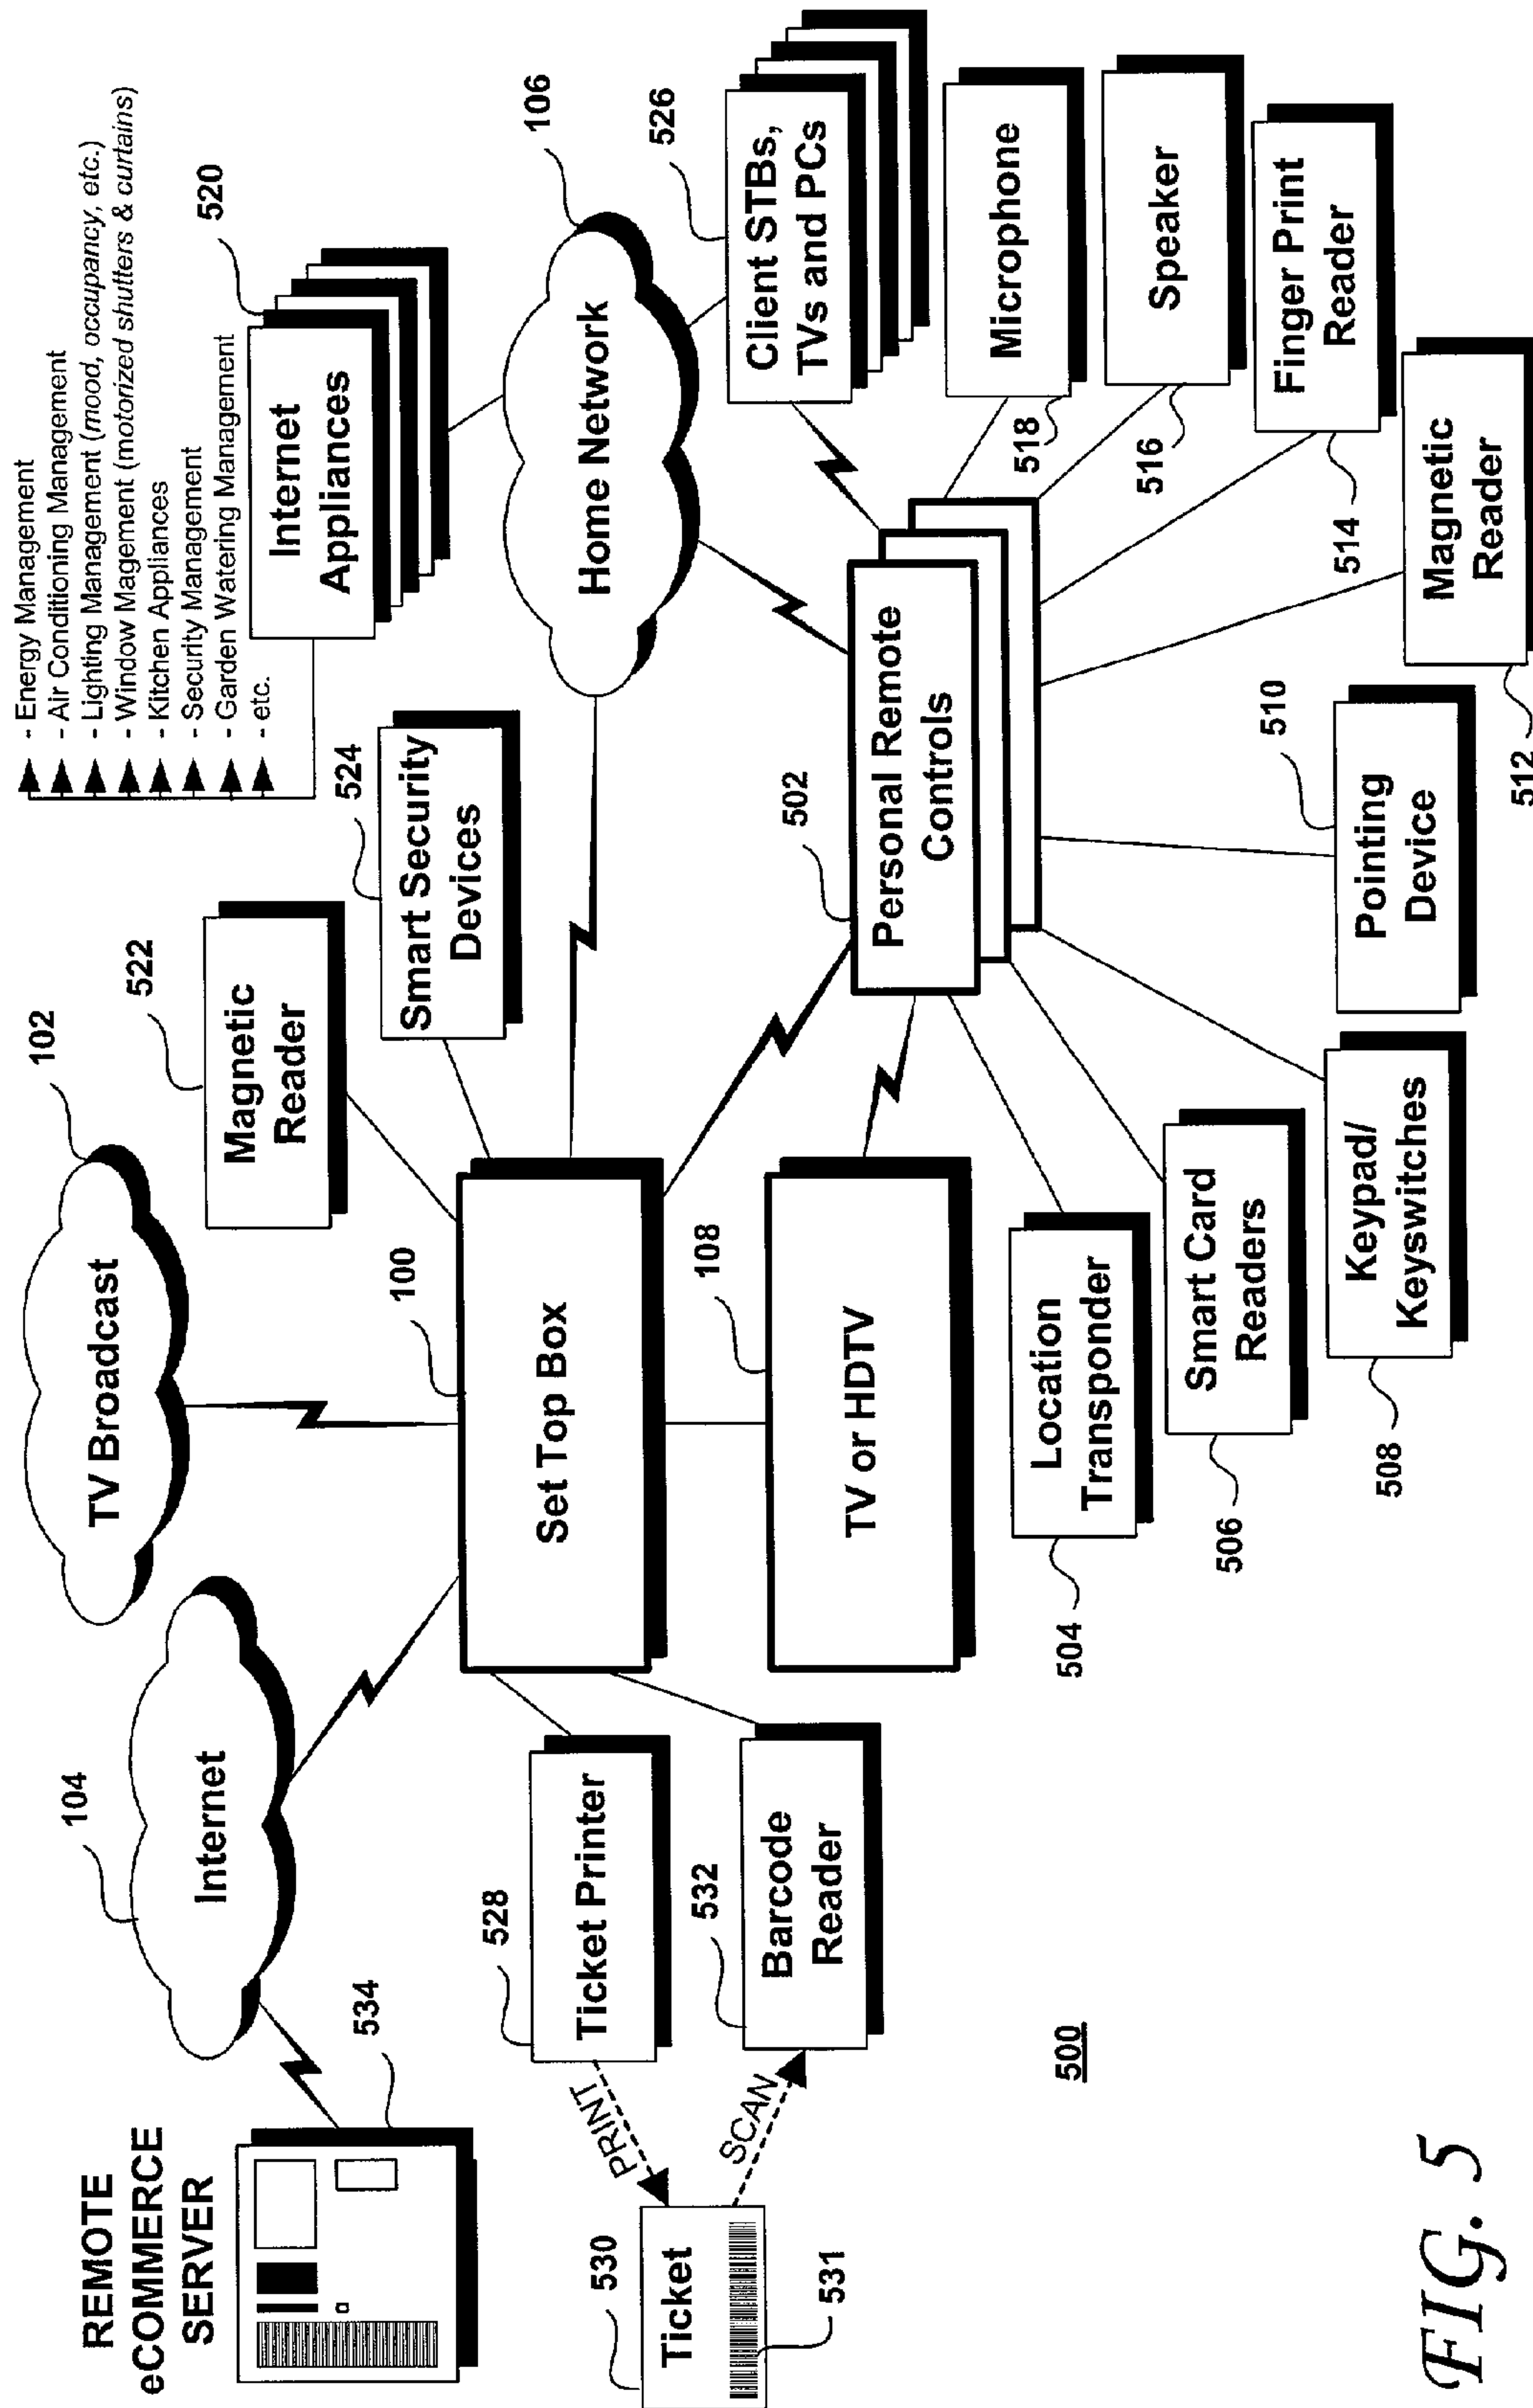 - Energy Management
- Air Conditioning Management
- Lighting Management (mood, occupancy, etc.)
- Window Magement (motorized shutters & curtains)
- Kitchen Appliances
- Security Management
- Garden Watering Management
- etc.
REMOTE
eCOMMERCE
SERVER
534
104
Internet
102
TV Broadcast
522
Magnetic
Reader
524
Smart Security
Devices
520
Internet
Appliances
106
Home Network
526
Client STBs,
TVs and PCs
528
Ticket Printer
PRINT
530
Ticket
531
SCAN
532
Barcode
Reader
100
Set Top Box
108
TV or HDTV
502
Personal Remote
Controls
Microphone
518
Speaker
516
Finger Print
Reader
514
Magnetic
Reader
512
510
Pointing
Device
Keypad/
Keyswitches
508
Smart Card
Readers
506
Location
Transponder
504
500
FIG. 5